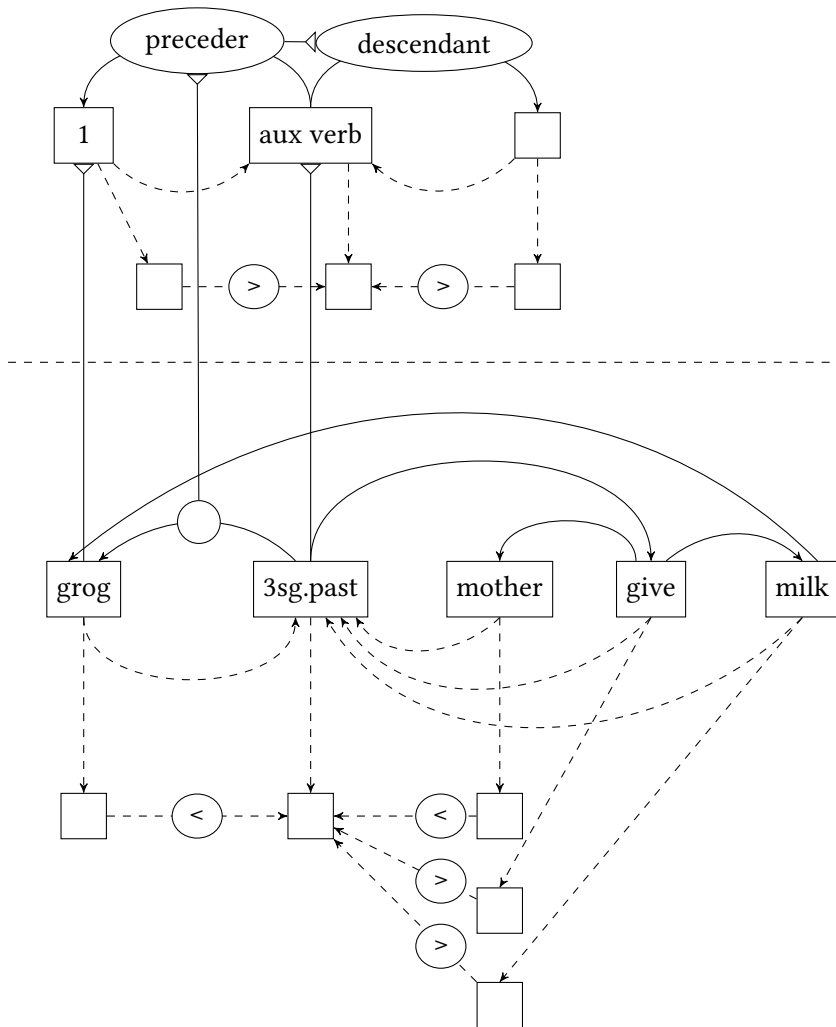 preceder descendant
1 aux verb
> >
grog 3sg.past mother give milk
< <
>
>